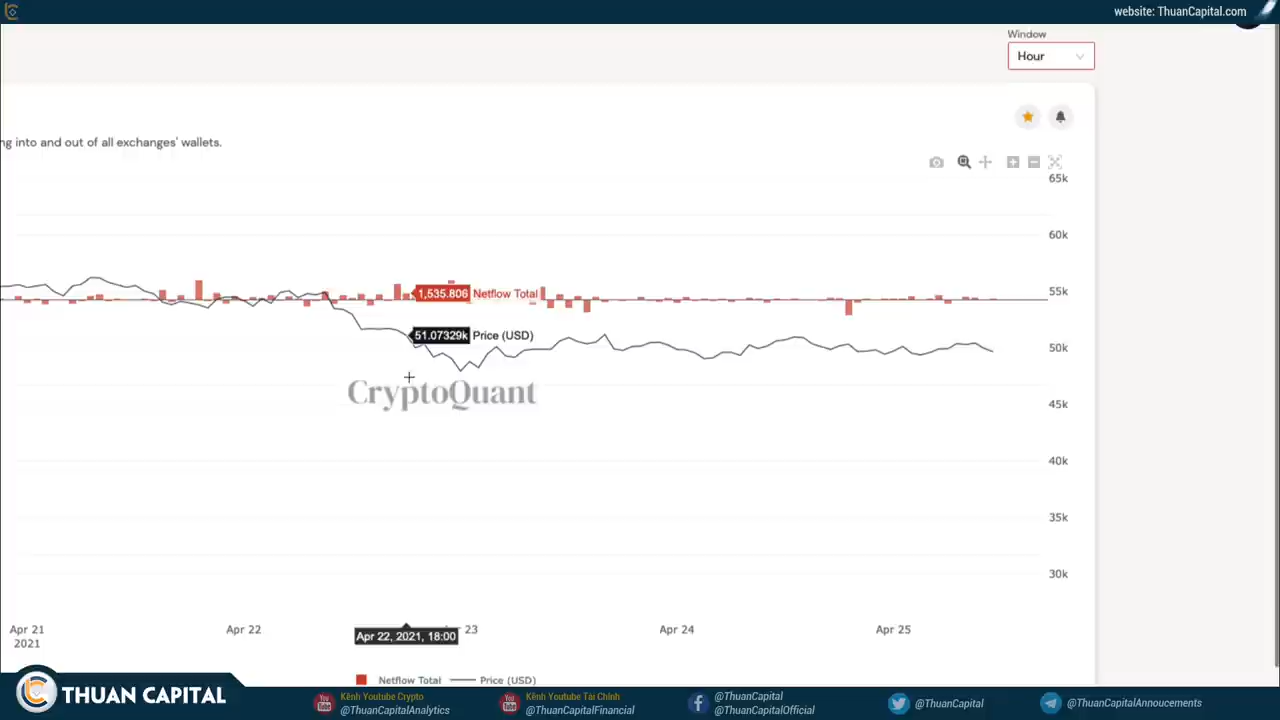 website: ThuanCapital.com
Window
Hour
ng into and out of all exchanges' wallets.
65k
60k
55k
1,535.806 Netflow Total
51.07329k Price (USD)
50k
CryptoQuant
45k
40k
35k
30k
Apr 21
2021
Apr 22
Apr 22, 2021, 18:00
23
Apr 24
Apr 25
Netflow Total
Price (USD)
THUAN CAPITAL
Kênh Youtube Crypto
@ThuanCapitalAnalytics
Kênh Youtube Tài Chính
@ThuanCapitalFinancial
@ThuanCapital
@ThuanCapitalOfficial
@ThuanCapital
@ThuanCapitalAnnoucements